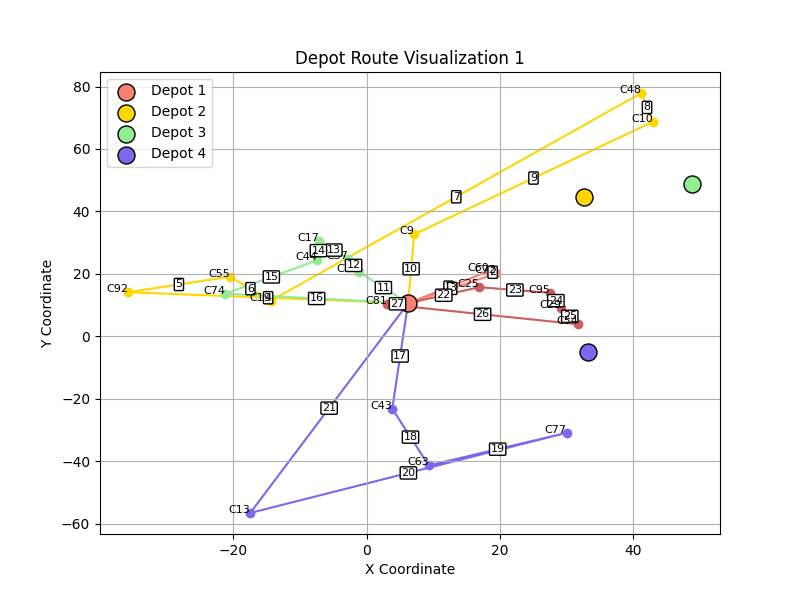 Depot Route Visualization 1
Depot 1
Depot 2
Depot 3
Depot 4
80
60
40
20
0
−20
−40
−60
−20
0
20
40
X Coordinate
Y Coordinate
C48
8
C10
9
7
C9
C17
14
13
C44
12
10
C60
2
C55
15
11
C25
C92
5
6
C74
16
22
23
C95
24
C81
27
26
25
17
C43
21
18
C77
19
C63
20
C13